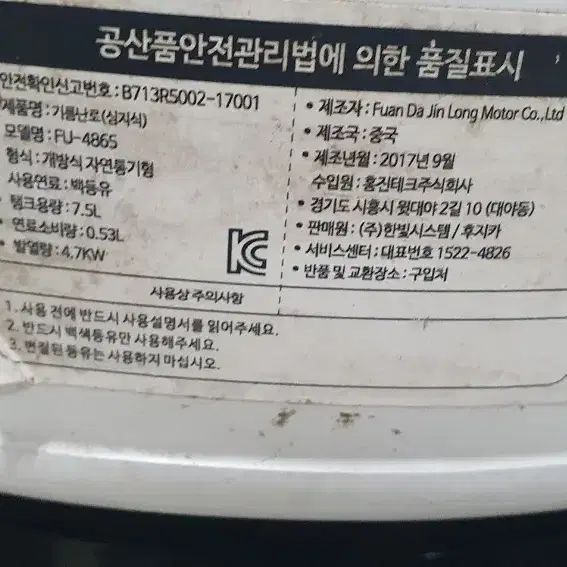 공산품안전관리법에 의한 품질표시
안전확인신고번호 : B713R5002-17001
제품명 : 기름난로(심지식)
모델명 : FU-4865
형식 : 개방식 자연통기형
사용연료 : 백등유
탱크용량 : 7.5L
• 연료소비량 : 0.53L
• 발열량 : 4.7KW
• 제조자 : Fuan Da Jin Long Motor Co., Ltd
• 제조국 : 중국
• 제조년월 : 2017년 9월
수입원 : 홍진테크주식회사
• 경기도 시흥시 윗대야 2길 10 (대야동)
• 판매원 : (주)한빛시스템 / 후지카
• 서비스센터 : 대표번호 1522-4826
• 반품 및 교환장소 : 구입처
사용상 주의사항
1. 사용 전에 반드시 사용설명서를 읽어주세요.
2. 반드시 백색등유만 사용해주세요.
3. 변질된 등유는 사용하지 마십시오.